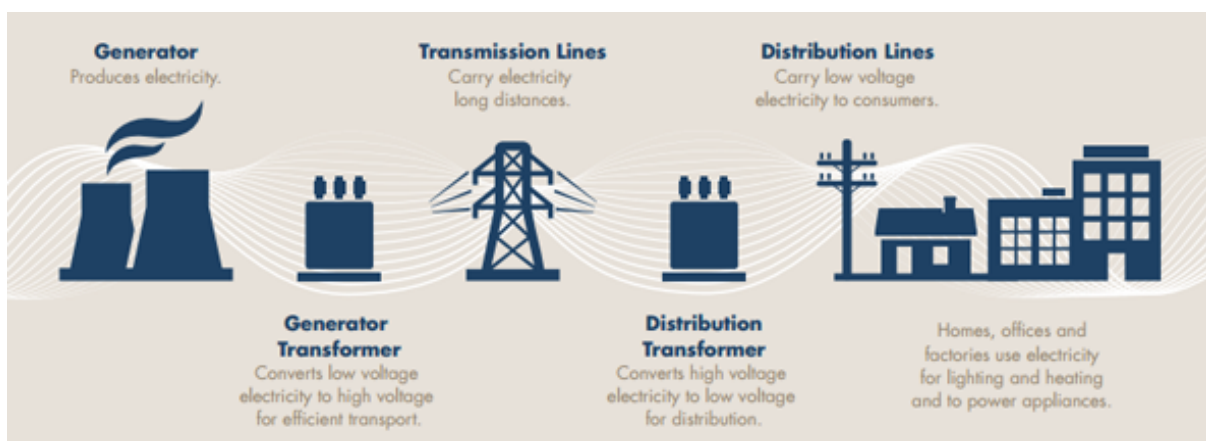 Generator
Produces electricity.
Transmission Lines
Carry electricity
long distances.
Distribution Lines
Carry low voltage
electricity to consumers.
Generator
Transformer
Converts low voltage
electricity to high voltage
for efficient transport.
Distribution
Transformer
Converts high voltage
electricity to low voltage
for distribution.
Homes, offices and
factories use electricity
for lighting and heating
and to power appliances.